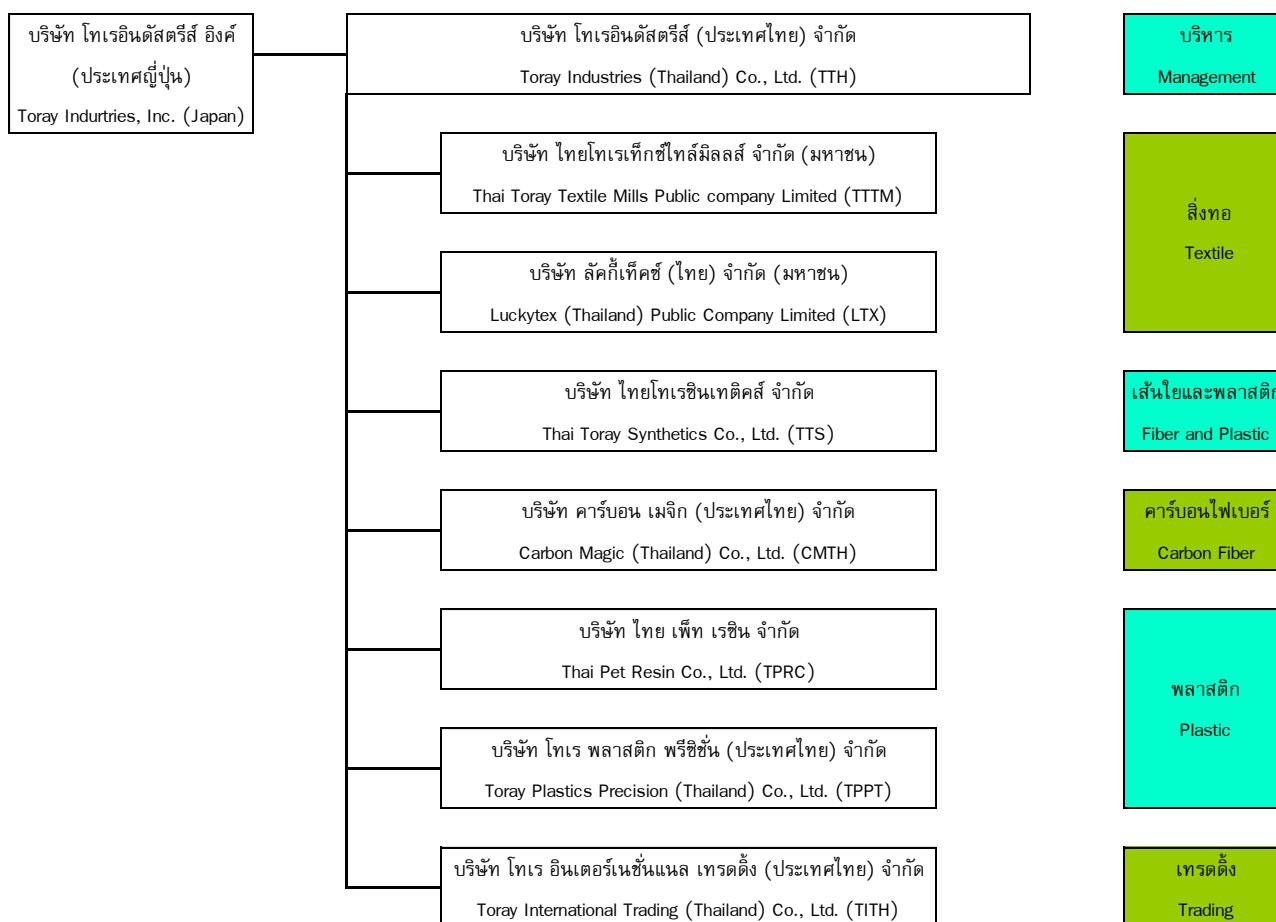 บริษัท โทเรอินดัสตรีส์ อิงค์
(ประเทศญี่ปุ่น)
Toray Indurtries, Inc. (Japan)
บริษัท โทเรอินดัสตรีส์ (ประเทศไทย) จำกัด
Toray Industries (Thailand) Co., Ltd. (TTH)
บริหาร
Management
บริษัท ไทยโทเรเท็กซ์ไทล์มิลลส์ จำกัด (มหาชน)
Thai Toray Textile Mills Public company Limited (TTTM)
บริษัท ลัคกี้เท็คซ์ (ไทย) จำกัด (มหาชน)
Luckytex (Thailand) Public Company Limited (LTX)
สิ่งทอ
Textile
บริษัท ไทยโทเรซินเทติคส์ จำกัด
Thai Toray Synthetics Co., Ltd. (TTS)
เส้นใยและพลาสติก
Fiber and Plastic
บริษัท คาร์บอน เมจิก (ประเทศไทย) จำกัด
Carbon Magic (Thailand) Co., Ltd. (CMTH)
คาร์บอนไฟเบอร์
Carbon Fiber
บริษัท ไทย เพ็ท เรซิน จำกัด
Thai Pet Resin Co., Ltd. (TPRC)
บริษัท โทเร พลาสติก พรีซิชั่น (ประเทศไทย) จำกัด
Toray Plastics Precision (Thailand) Co., Ltd. (TPPT)
พลาสติก
Plastic
บริษัท โทเร อินเตอร์เนชั่นแนล เทรดดิ้ง (ประเทศไทย) จำกัด
Toray International Trading (Thailand) Co., Ltd. (TITH)
เทรดดิ้ง
Trading